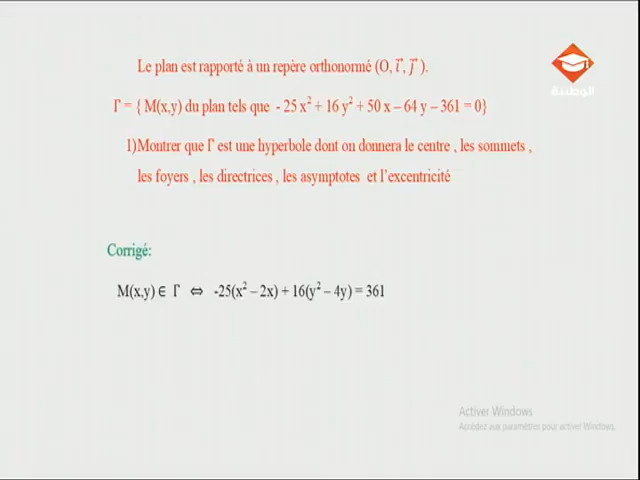 Le plan est rapporté à un repère orthonormé (O, i⃗, j⃗ ).
الوطنية
Γ = { M(x,y) du plan tels que - 25 x² + 16 y² + 50 x – 64 y – 361 = 0}
1)Montrer que Γ est une hyperbole dont on donnera le centre , les sommets ,
les foyers , les directrices , les asymptotes et l’excentricité
Corrigé:
M(x,y) ∈ Γ ⇔ -25(x² – 2x) + 16(y² – 4y) = 361
Activer Windows
Accédez aux paramètres pour activer Windows.